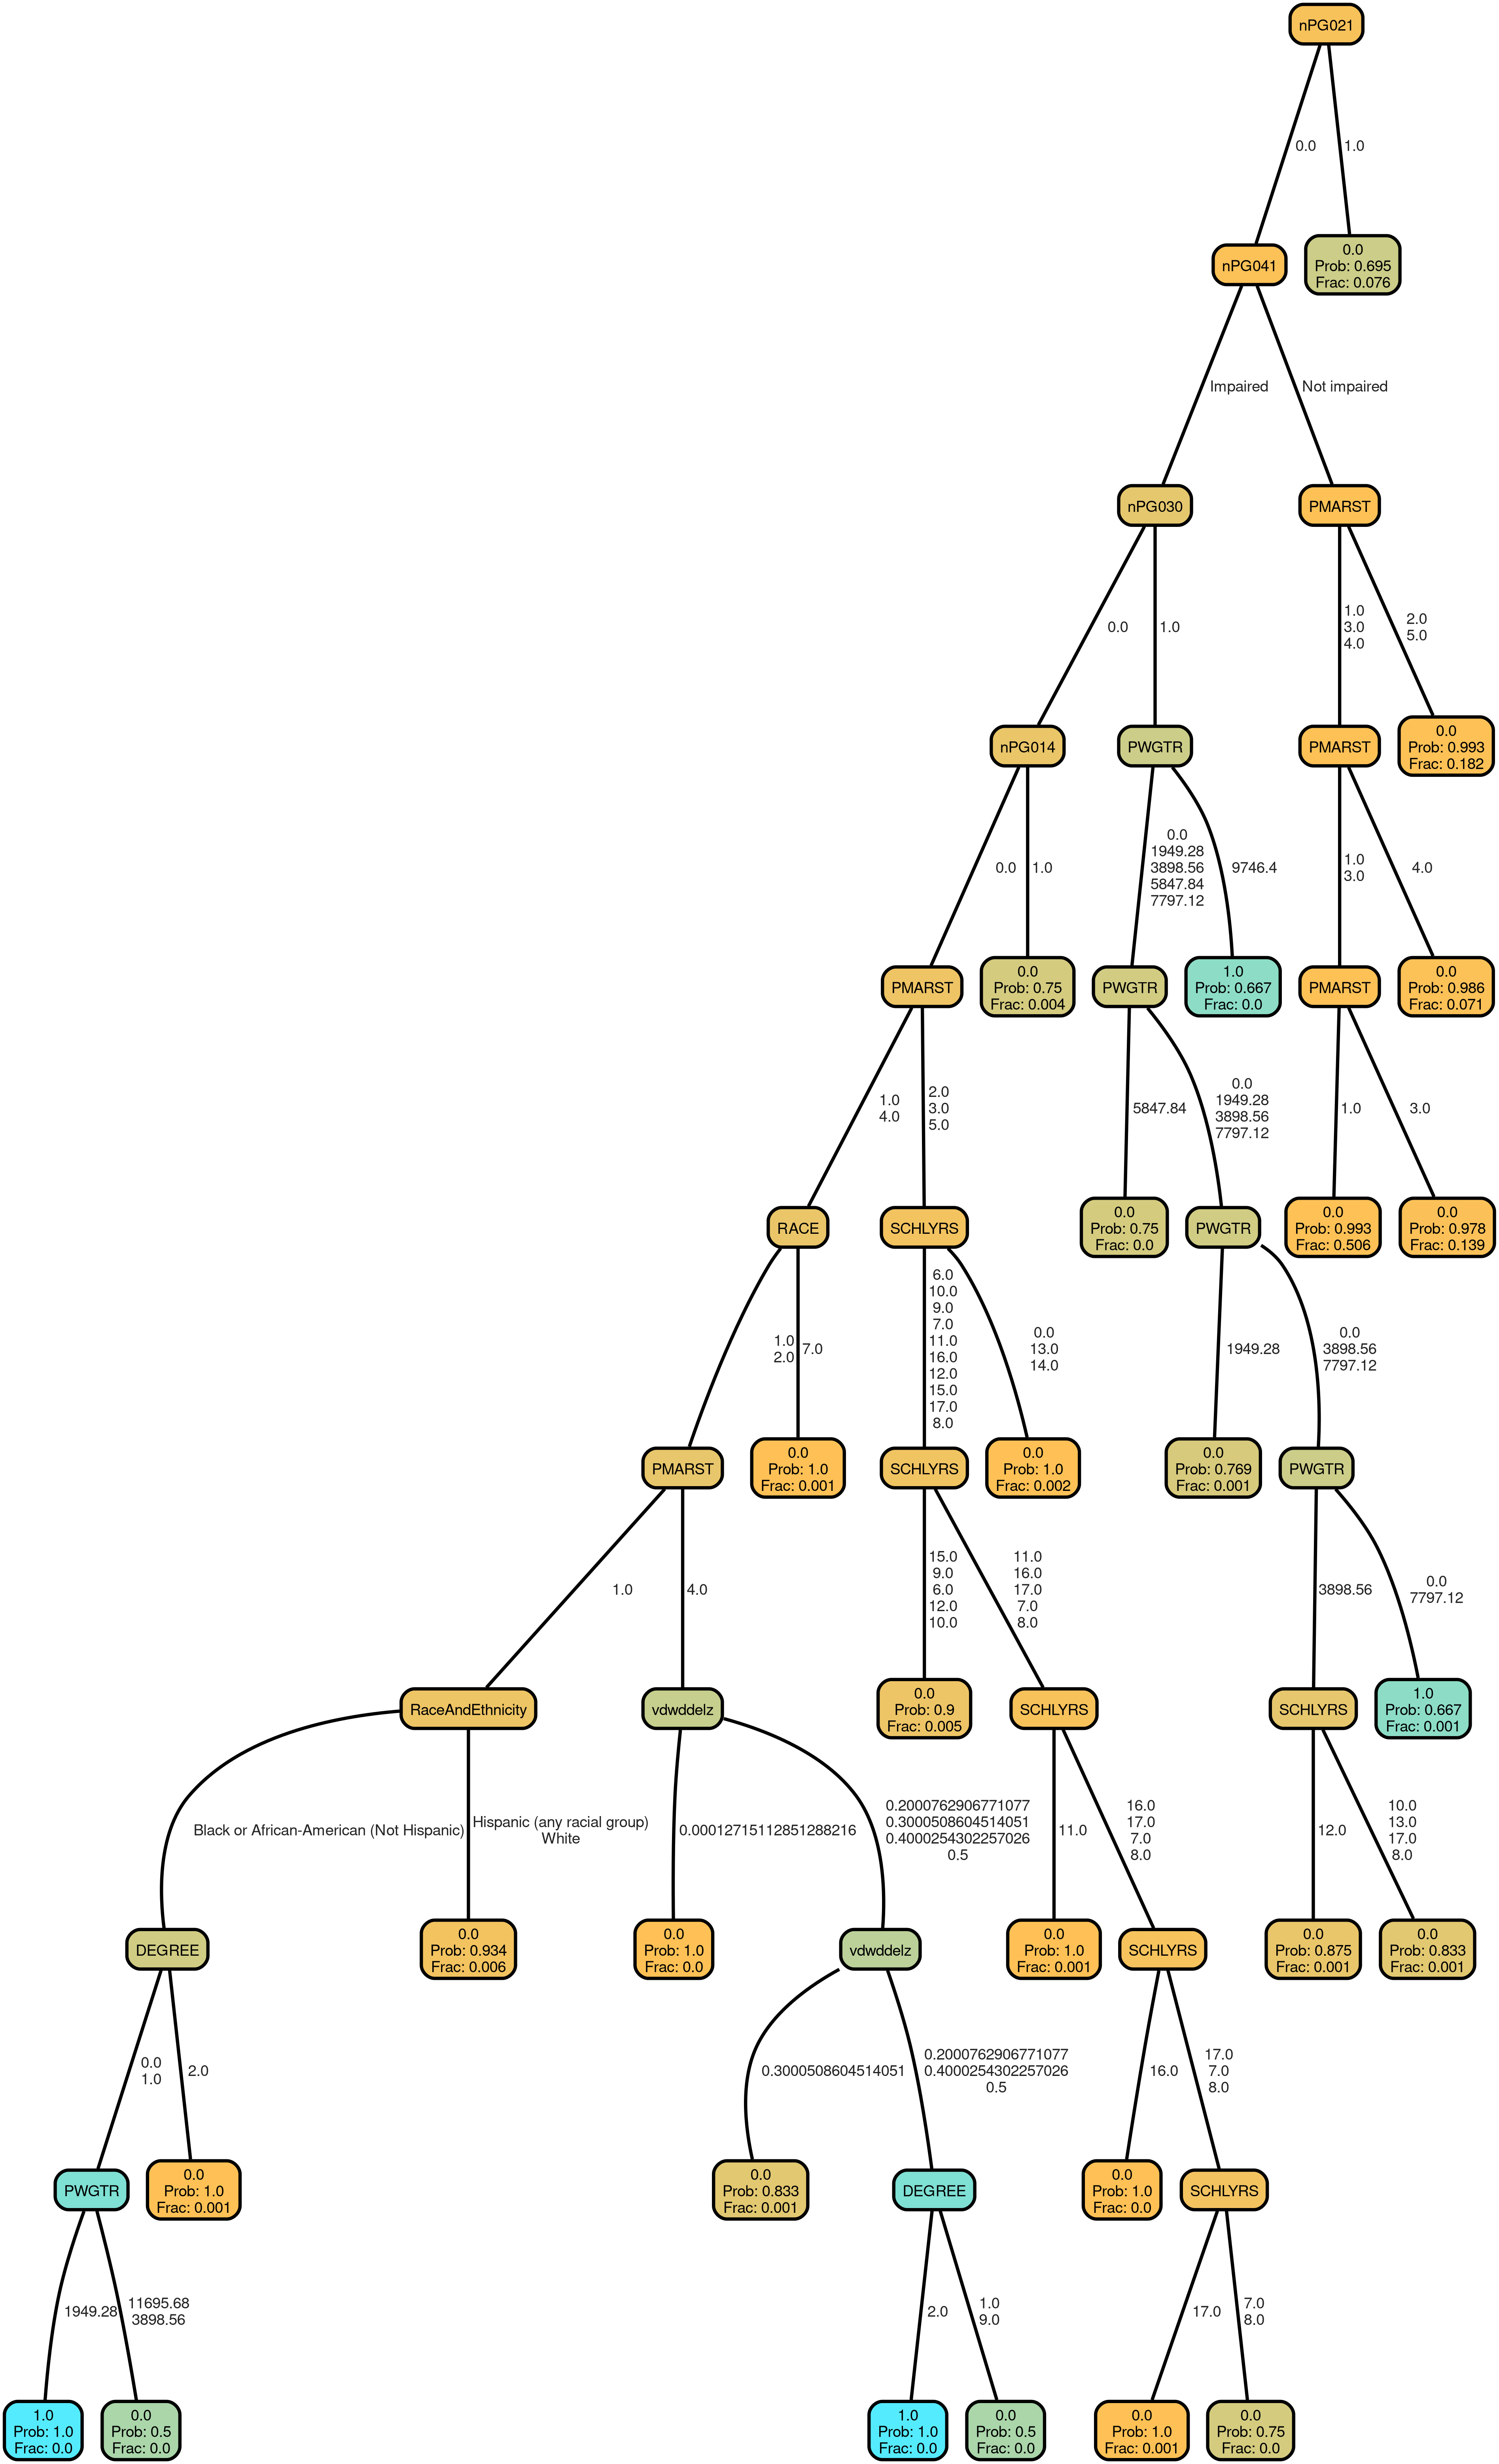 nPG021
0.0
1.0
nPG041
0.0
Prob: 0.695
Frac: 0.076
Impaired
Not impaired
nPG030
PMARST
0.0
1.0
1.0
3.0
4.0
2.0
5.0
nPG014
PWGTR
PMARST
0.0
Prob: 0.993
Frac: 0.182
0.0
1.0
0.0
1949.28
3898.56
5847.84
7797.12
9746.4
1.0
3.0
4.0
PMARST
0.0
Prob: 0.75
Frac: 0.004
PWGTR
1.0
Prob: 0.667
Frac: 0.0
PMARST
0.0
Prob: 0.986
Frac: 0.071
1.0
4.0
2.0
3.0
5.0
5847.84
0.0
1949.28
3898.56
7797.12
1.0
3.0
RACE
SCHLYRS
0.0
Prob: 0.75
Frac: 0.0
PWGTR
0.0
Prob: 0.993
Frac: 0.506
0.0
Prob: 0.978
Frac: 0.139
1.0
2.0
7.0
6.0
10.0
9.0
7.0
11.0
16.0
12.0
15.0
17.0
8.0
0.0
13.0
14.0
1949.28
0.0
3898.56
7797.12
PMARST
0.0
Prob: 1.0
Frac: 0.001
SCHLYRS
0.0
Prob: 1.0
Frac: 0.002
0.0
Prob: 0.769
Frac: 0.001
PWGTR
1.0
4.0
15.0
9.0
6.0
12.0
10.0
11.0
16.0
17.0
7.0
8.0
3898.56
0.0
7797.12
RaceAndEthnicity
vdwddelz
0.0
Prob: 0.9
Frac: 0.005
SCHLYRS
SCHLYRS
1.0
Prob: 0.667
Frac: 0.001
Black or African-American (Not Hispanic)
Hispanic (any racial group)
White
0.00012715112851288216
0.2000762906771077
0.3000508604514051
0.4000254302257026
0.5
11.0
16.0
17.0
7.0
8.0
12.0
10.0
13.0
17.0
8.0
DEGREE
0.0
Prob: 0.934
Frac: 0.006
0.0
Prob: 1.0
Frac: 0.0
vdwddelz
0.0
Prob: 1.0
Frac: 0.001
SCHLYRS
0.0
Prob: 0.875
Frac: 0.001
0.0
Prob: 0.833
Frac: 0.001
0.0
1.0
2.0
0.3000508604514051
0.2000762906771077
0.4000254302257026
0.5
16.0
17.0
7.0
8.0
PWGTR
0.0
Prob: 1.0
Frac: 0.001
0.0
Prob: 0.833
Frac: 0.001
DEGREE
0.0
Prob: 1.0
Frac: 0.0
SCHLYRS
1949.28
11695.68
3898.56
2.0
1.0
9.0
17.0
7.0
8.0
1.0
Prob: 1.0
Frac: 0.0
0.0
Prob: 0.5
Frac: 0.0
1.0
Prob: 1.0
Frac: 0.0
0.0
Prob: 0.5
Frac: 0.0
0.0
Prob: 1.0
Frac: 0.001
0.0
Prob: 0.75
Frac: 0.0